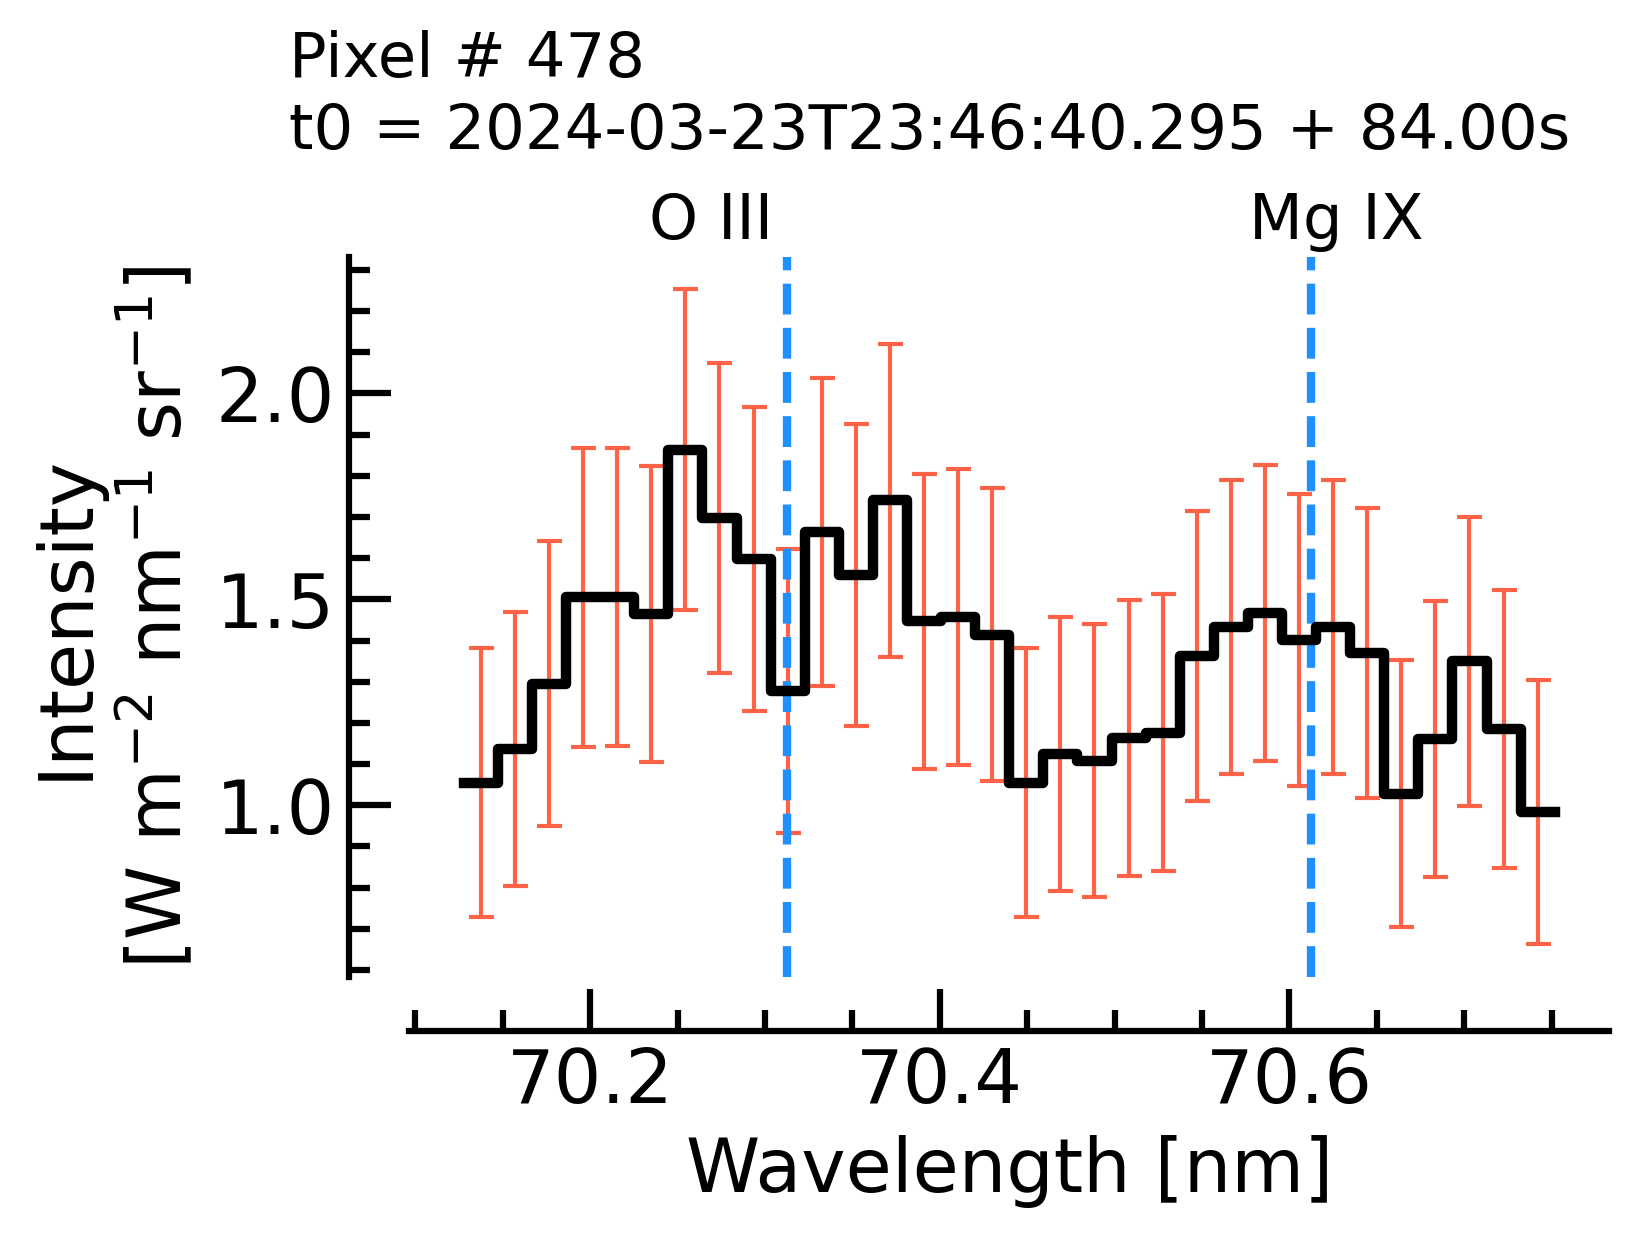 Pixel # 478
t0 = 2024-03-23T23:46:40.295 + 84.00s
O III
Mg IX
Intensity
[W m⁻² nm⁻¹ sr⁻¹]
2.0
1.5
1.0
70.2
70.4
70.6
Wavelength [nm]